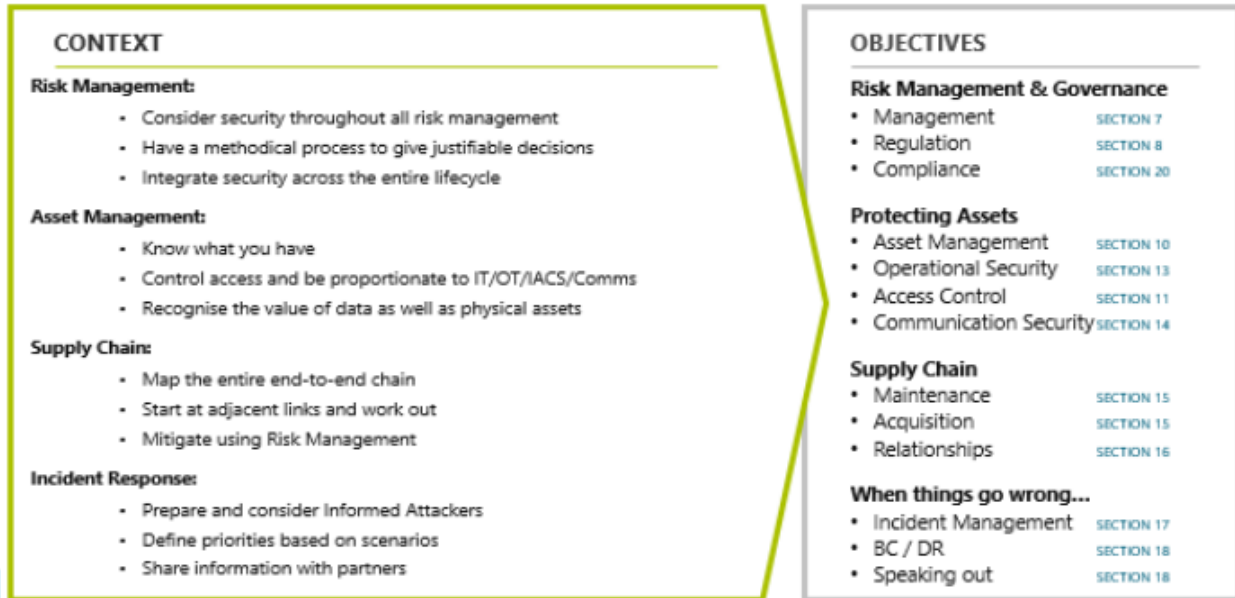 CONTEXT
Risk Management:
• Consider security throughout all risk management
• Have a methodical process to give justifiable decisions
• Integrate security across the entire lifecycle
Asset Management:
• Know what you have
• Control access and be proportionate to IT/OT/IACS/Comms
• Recognise the value of data as well as physical assets
Supply Chain:
• Map the entire end-to-end chain
• Start at adjacent links and work out
• Mitigate using Risk Management
Incident Response:
• Prepare and consider Informed Attackers
• Define priorities based on scenarios
• Share information with partners
OBJECTIVES
Risk Management & Governance
• Management SECTION 7
• Regulation SECTION 8
• Compliance SECTION 20
Protecting Assets
• Asset Management SECTION 10
• Operational Security SECTION 13
• Access Control SECTION 11
• Communication Security SECTION 14
Supply Chain
• Maintenance SECTION 15
• Acquisition SECTION 15
• Relationships SECTION 16
When things go wrong...
• Incident Management SECTION 17
• BC / DR SECTION 18
• Speaking out SECTION 18